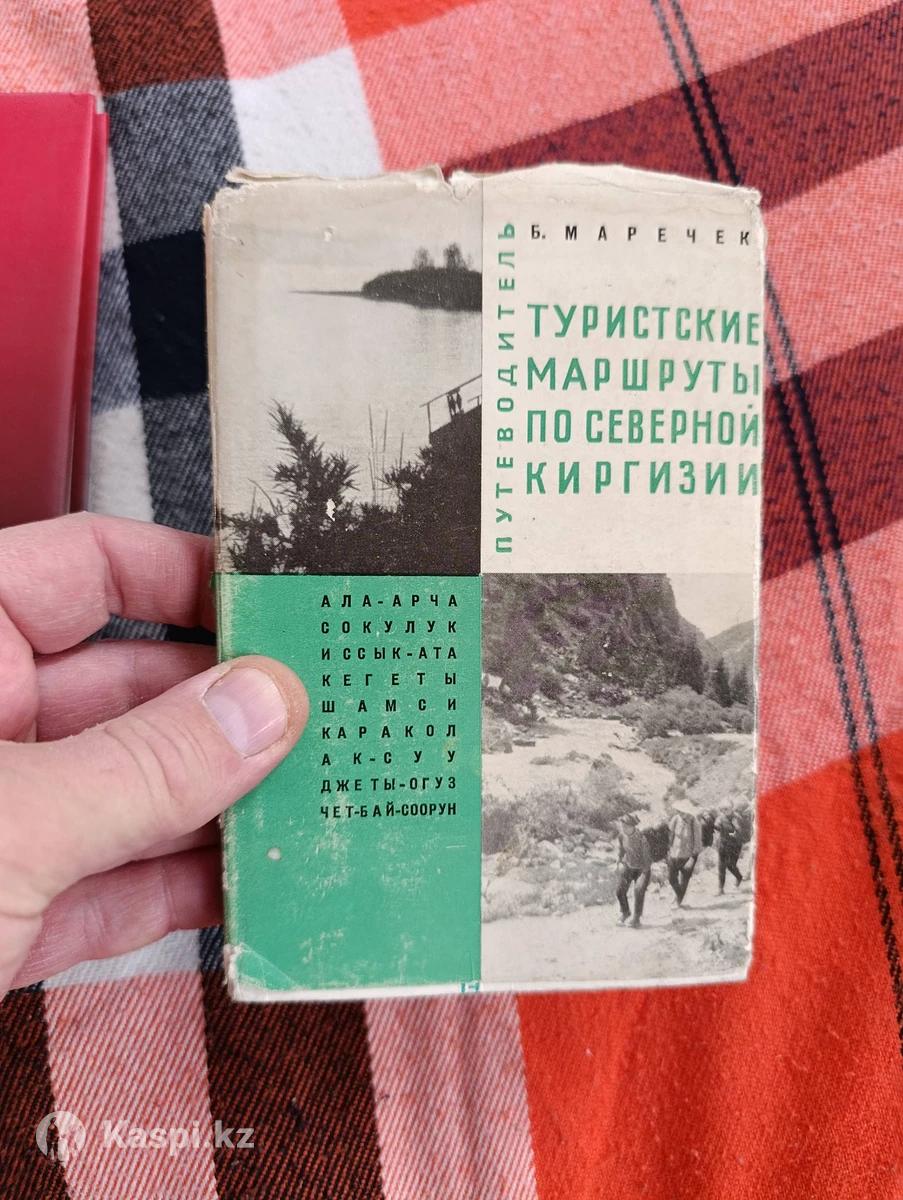 Б. МАРЕЧЕК
ПУТЕВОДИТЕЛЬ
ТУРИСТСКИЕ
МАРШРУТЫ
ПО СЕВЕРНОЙ
КИРГИЗИИ
АЛА-АРЧА
СОКУЛУК
ИССЫК-АТА
КЕГЕТЫ
ШАМСИ
КАРАКОЛ
АК-СУУ
ДЖЕТЫ-ОГУЗ
ЧЕТ-БАЙ-СООРУН
Kaspi.kz